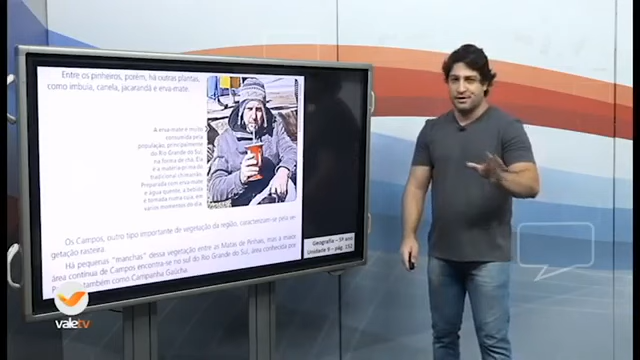 Entre os pinheiros, porém, há outras plantas,
como imbuia, canela, jacarandá e erva-mate.
A erva-mate é muito
consumida pela
população, principalmente
do Rio Grande do Sul,
na forma de chá. Ela
é a matéria-prima do
tradicional chimarrão.
Preparada com erva-mate
e água quente, a bebida
é tomada numa cuia, em
vários momentos do dia.
Os Campos, outro tipo importante de vegetação da região, caracterizam-se pela ve-
getação rasteira.
Há pequenas "manchas" dessa vegetação entre as Matas de Pinhais, mas a maior
área contínua de Campos encontra-se no sul do Rio Grande do Sul, área conhecida por
também como Campanha Gaúcha
Geografia - 5º ano
Unidade 6 - pág. 153
valetv